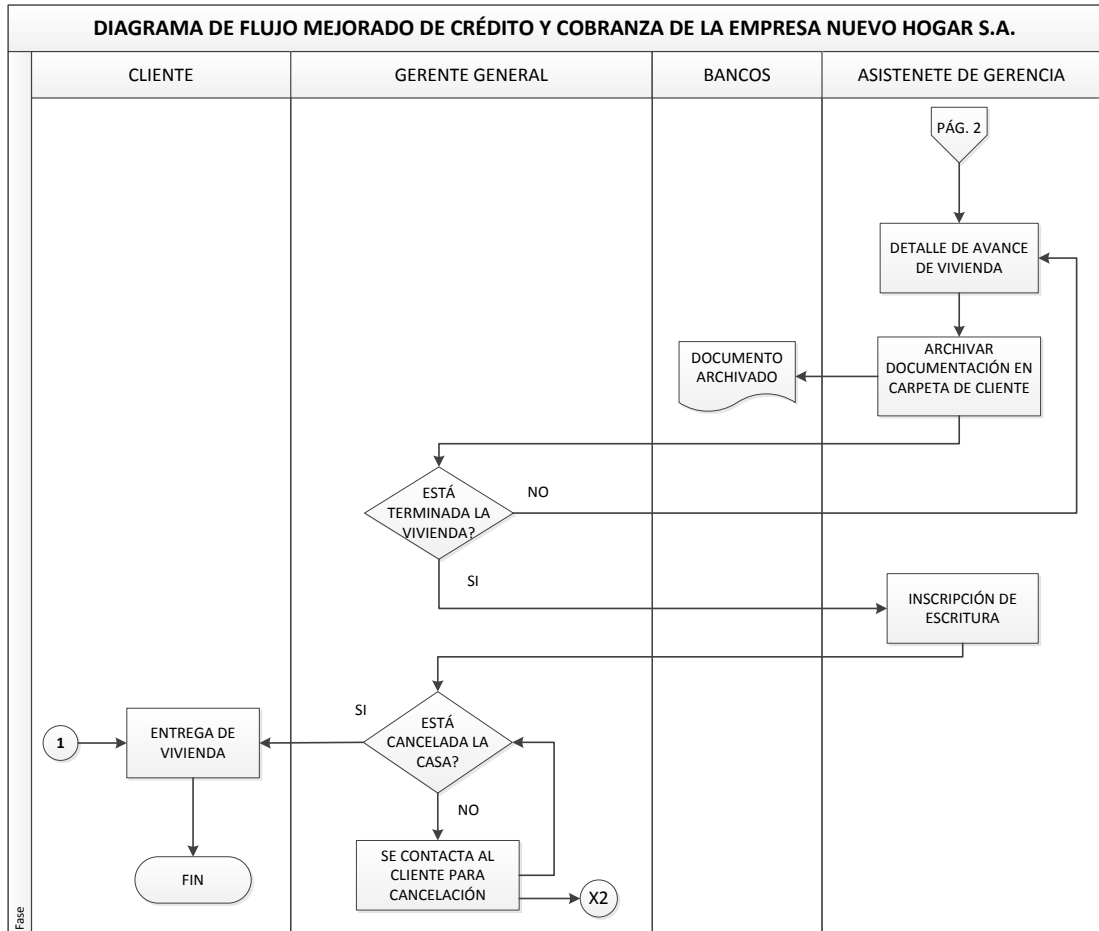 DIAGRAMA DE FLUJO MEJORADO DE CRÉDITO Y COBRANZA DE LA EMPRESA NUEVO HOGAR S.A.
CLIENTE
GERENTE GENERAL
BANCOS
ASISTENETE DE GERENCIA
PÁG. 2
DETALLE DE AVANCE
DE VIVIENDA
ARCHIVAR
DOCUMENTACIÓN EN
CARPETA DE CLIENTE
DOCUMENTO
ARCHIVADO
ESTÁ
TERMINADA LA
VIVIENDA?
NO
SI
INSCRIPCIÓN DE
ESCRITURA
ESTÁ
CANCELADA LA
CASA?
SI
NO
1
ENTREGA DE
VIVIENDA
SE CONTACTA AL
CLIENTE PARA
CANCELACIÓN
X2
FIN
Fase